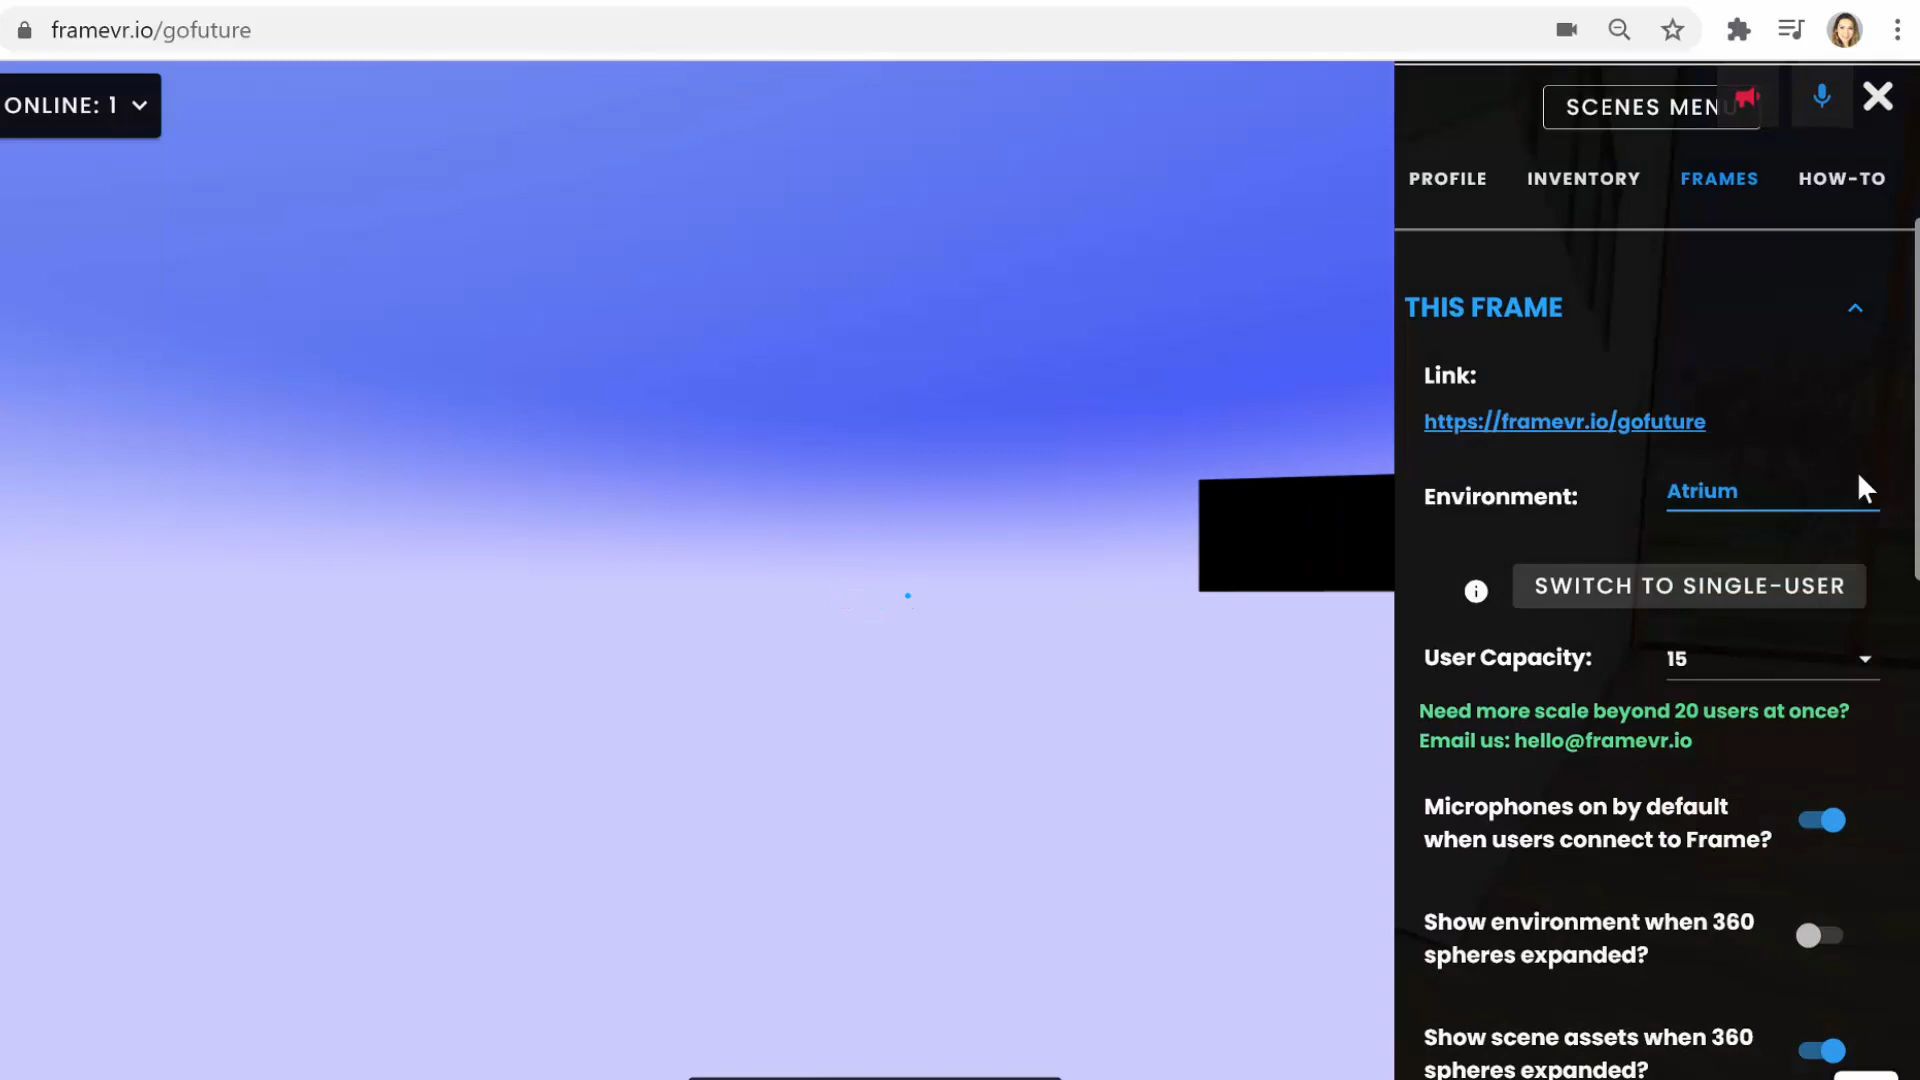 framevr.io/gofuture
ONLINE: 1
SCENES MENU
PROFILE INVENTORY FRAMES HOW-TO
THIS FRAME
Link:
https://framevr.io/gofuture
Environment: Atrium
SWITCH TO SINGLE-USER
User Capacity: 15
Need more scale beyond 20 users at once?
Email us: hello@framevr.io
Microphones on by default
when users connect to Frame?
Show environment when 360
spheres expanded?
Show scene assets when 360
spheres expanded?